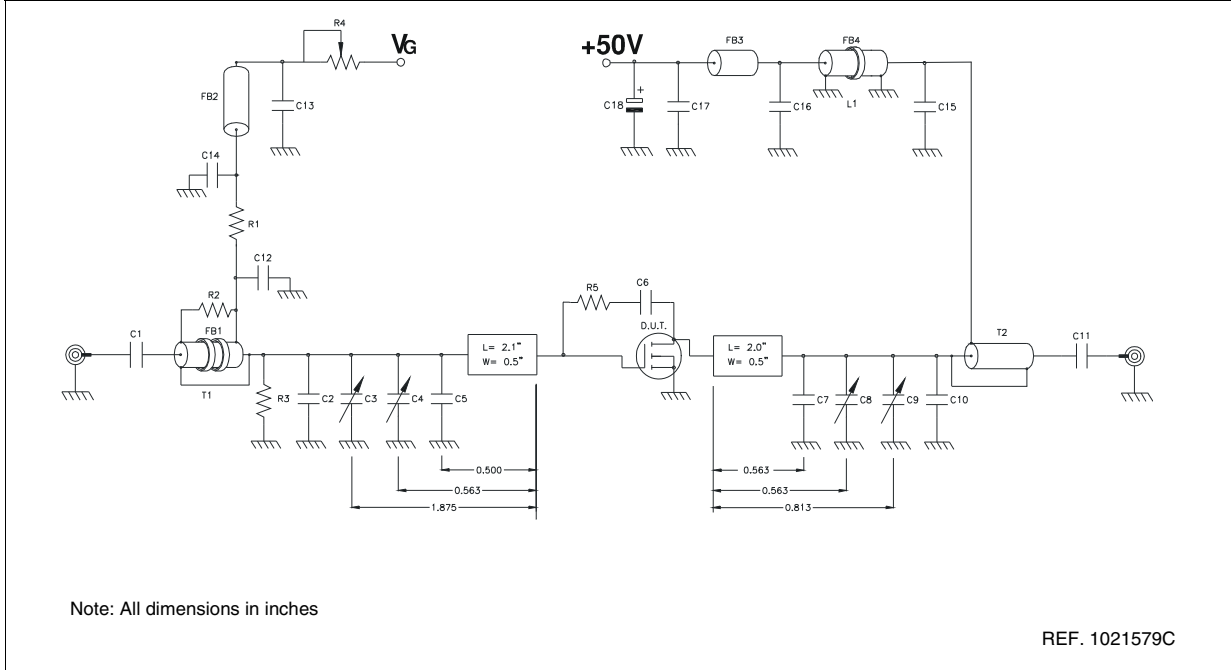 R4
VG
+50V
FB3
FB4
FB2
C13
C18
+
C17
C16
L1
C15
C14
R1
C12
R2
FB1
C1
T1
R3
C2
C3
C4
C5
L= 2.1"
W= 0.5"
R5
C6
D.U.T.
L= 2.0"
W= 0.5"
C7
C8
C9
C10
T2
C11
0.500
0.563
1.875
0.563
0.563
0.813
Note: All dimensions in inches
REF. 1021579C